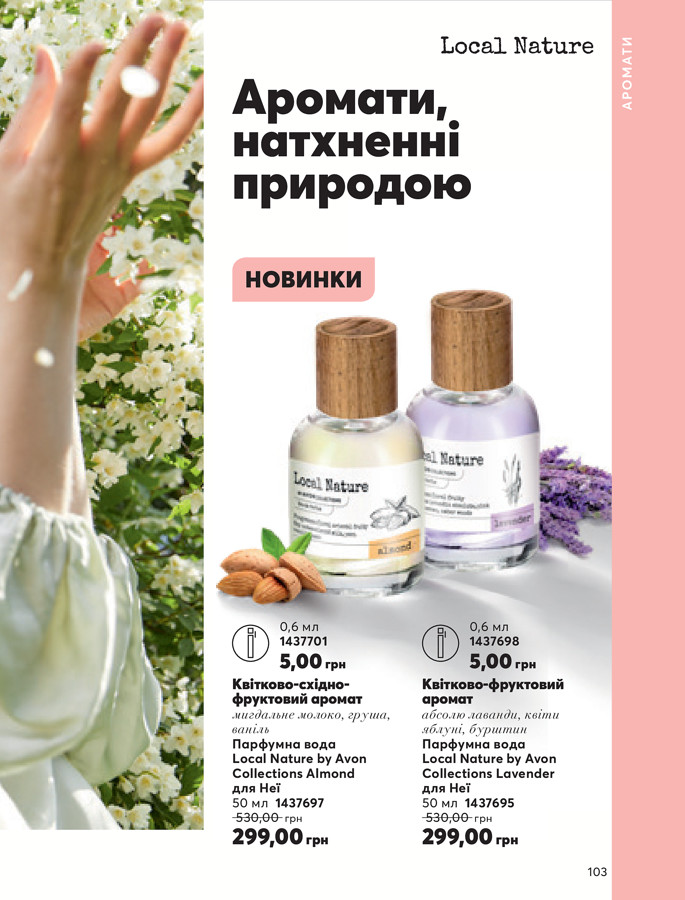 Local Nature
АРОМАТИ
Аромати,
натхненні
природою
НОВИНКИ
Local Nature
almond
Local Nature
lavender
0,6 мл
1437701
5,00 грн
Квітково-східно-
фруктовий аромат
мигдальне молоко, груша,
ваніль
Парфумна вода
Local Nature by Avon
Collections Almond
для Неї
50 мл 1437697
530,00 грн
299,00 грн
0,6 мл
1437698
5,00 грн
Квітково-фруктовий
аромат
абсолю лаванди, квіти
яблуні, бурштин
Парфумна вода
Local Nature by Avon
Collections Lavender
для Неї
50 мл 1437695
530,00 грн
299,00 грн
103